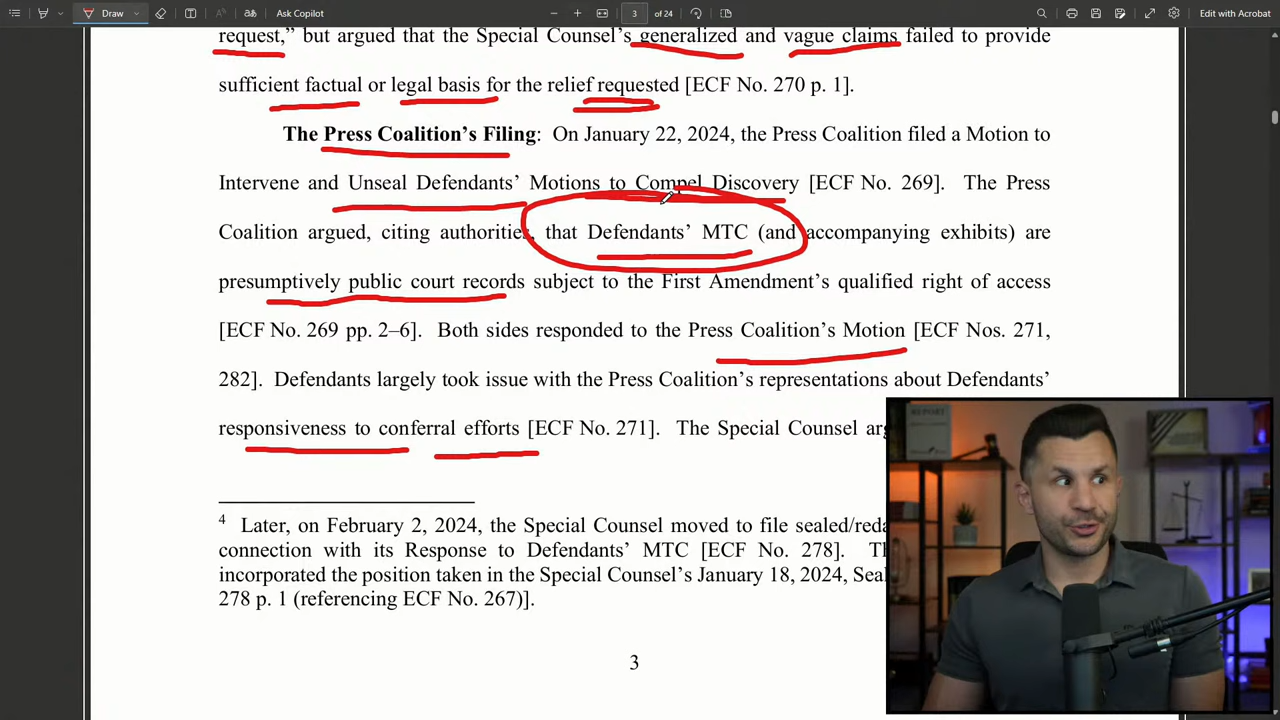 Draw
Ask Copilot
3
of 24
Edit with Acrobat
request,” but argued that the Special Counsel’s generalized and vague claims failed to provide
sufficient factual or legal basis for the relief requested [ECF No. 270 p. 1].
The Press Coalition’s Filing: On January 22, 2024, the Press Coalition filed a Motion to
Intervene and Unseal Defendants’ Motions to Compel Discovery [ECF No. 269]. The Press
Coalition argued, citing authorities, that Defendants’ MTC (and accompanying exhibits) are
presumptively public court records subject to the First Amendment’s qualified right of access
[ECF No. 269 pp. 2–6]. Both sides responded to the Press Coalition’s Motion [ECF Nos. 271,
282]. Defendants largely took issue with the Press Coalition’s representations about Defendants’
responsiveness to conferral efforts [ECF No. 271]. The Special Counsel
4 Later, on February 2, 2024, the Special Counsel moved to file
connection with its Response to Defendants’ MTC [ECF No. 278].
incorporated the position taken in the Special Counsel’s January 18, 2024,
278 p. 1 (referencing ECF No. 267)].
3
REPORT